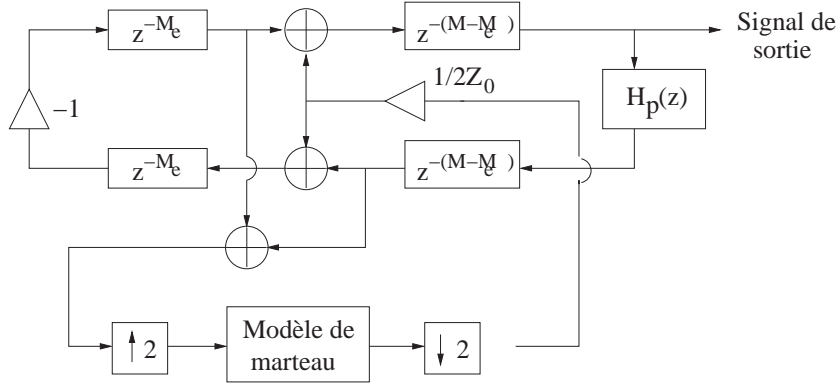 z^{-M_e}
z^{-(M-M_e)}
Signal de
sortie
−1
1/2Z_0
H_p(z)
z^{-M_e}
z^{-(M-M_e)}
↑ 2
Modèle de
marteau
↓ 2